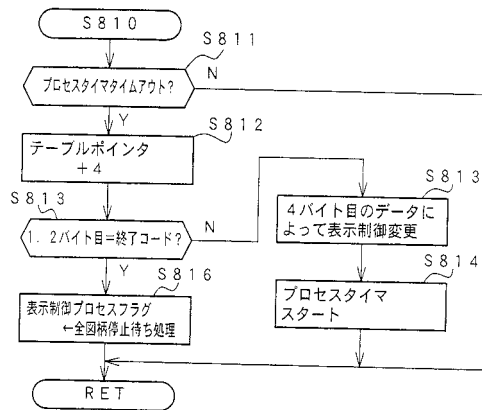 S810
S811
プロセスタイマタイムアウト?
N
Y
S812
テーブルポインタ
+4
S813
1.2バイト目=終了コード?
N
Y
S813
4バイト目のデータに
よって表示制御変更
S814
プロセスタイマ
スタート
S816
表示制御プロセスフラグ
←全図柄停止待ち処理
RET